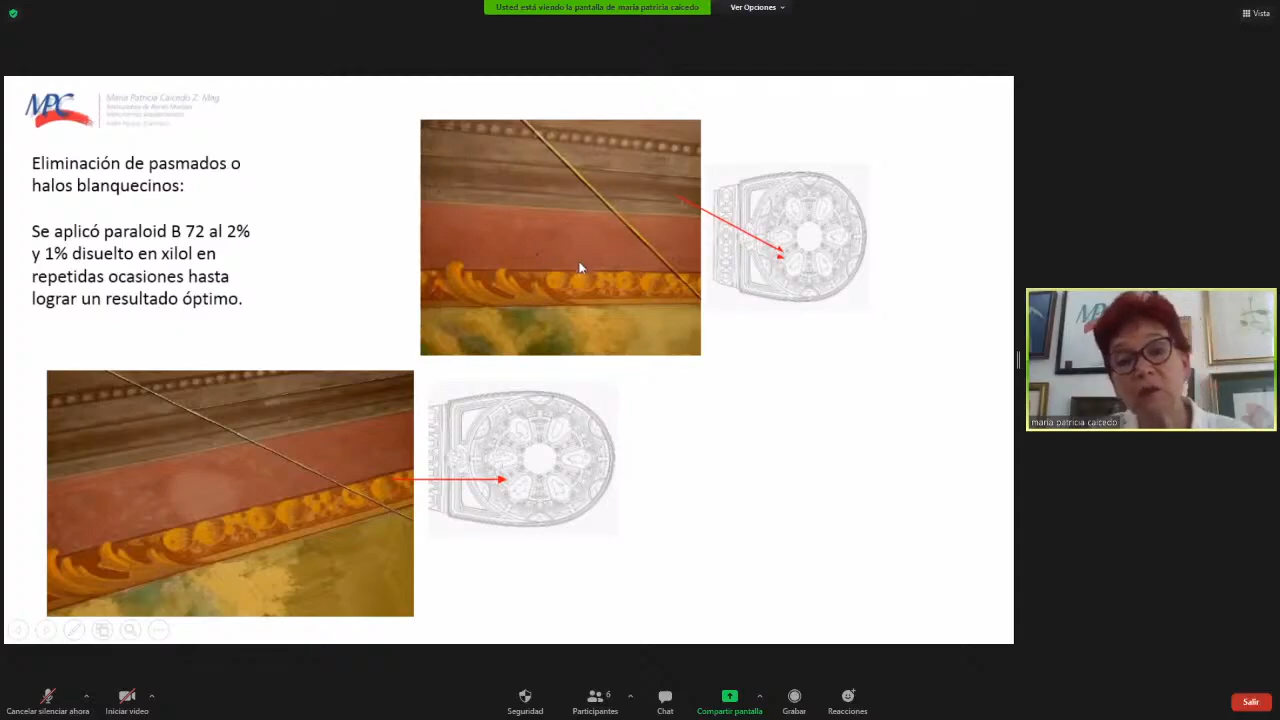 Usted está viendo la pantalla de maria patricia caicedo
Ver Opciones
Vista
MPC
Maria Patricia Caicedo Z. Mag.
Eliminación de pasmados o
halos blanquecinos:
Se aplicó paraloid B 72 al 2%
y 1% disuelto en xilol en
repetidas ocasiones hasta
lograr un resultado óptimo.
MPC
maria patricia caicedo
Cancelar silenciar ahora
Iniciar video
Seguridad
6
Participantes
Chat
Compartir pantalla
Grabar
Reacciones
Salir